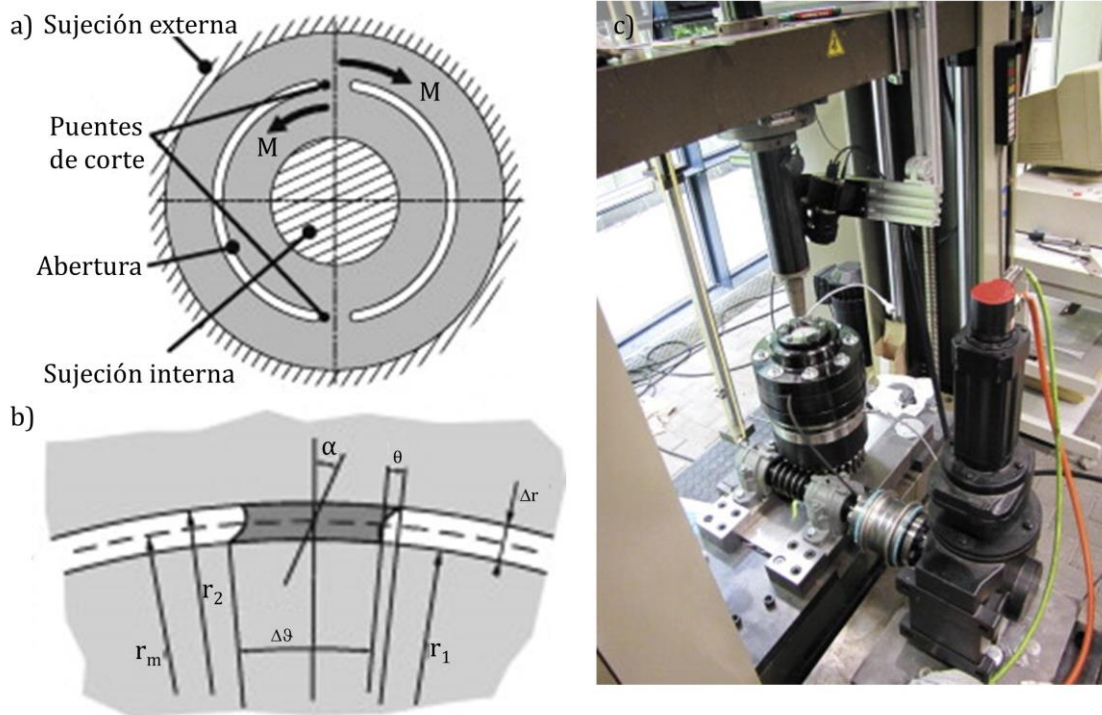 a) Sujeción externa
M
M
Puentes
de corte
Abertura
Sujeción interna
b)
α
θ
Δr
r2
rm
Δϑ
r1
c)